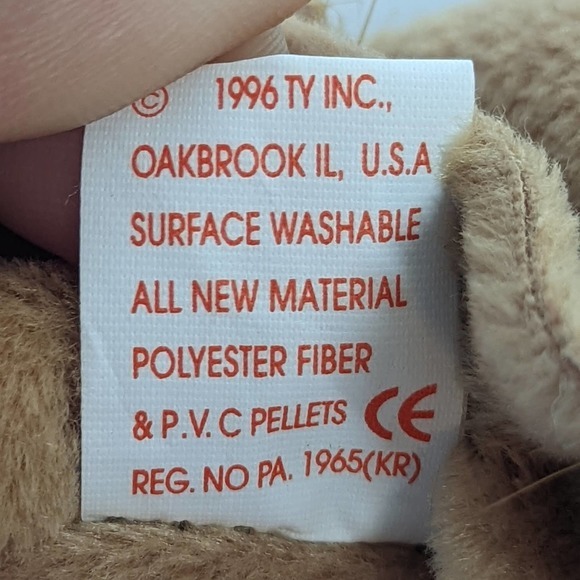 © 1996 TY INC.,
OAKBROOK IL, U.S.A
SURFACE WASHABLE
ALL NEW MATERIAL
POLYESTER FIBER
& P.V.C PELLETS CE
REG. NO PA. 1965(KR)